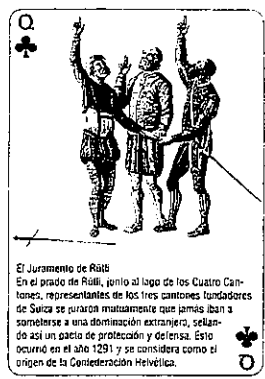 Q
El Juramento de Rütli
En el prado de Rütli, junto al lago de los Cuatro Can-
tones, representantes de los tres cantones fundadores
de Suiza se juraron mutuamente que jamás iban a
someterse a una dominación extranjera, sellan-
do así un pacto de protección y defensa. Esto
ocurrió en el año 1291 y se considera como el
origen de la Confederación Helvética.
Q